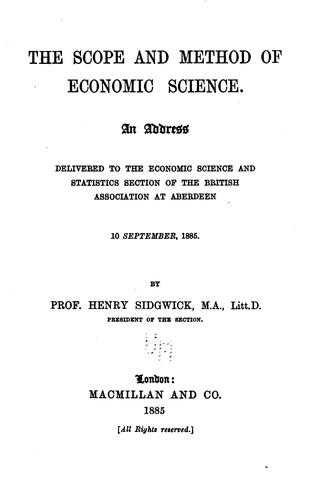 THE SCOPE AND METHOD OF
ECONOMIC SCIENCE.
An Address
DELIVERED TO THE ECONOMIC SCIENCE AND
STATISTICS SECTION OF THE BRITISH
ASSOCIATION AT ABERDEEN
10 SEPTEMBER, 1885.
BY
PROF. HENRY SIDGWICK, M.A., Litt.D.
PRESIDENT OF THE SECTION.
London:
MACMILLAN AND CO.
1885
[All Rights reserved.]